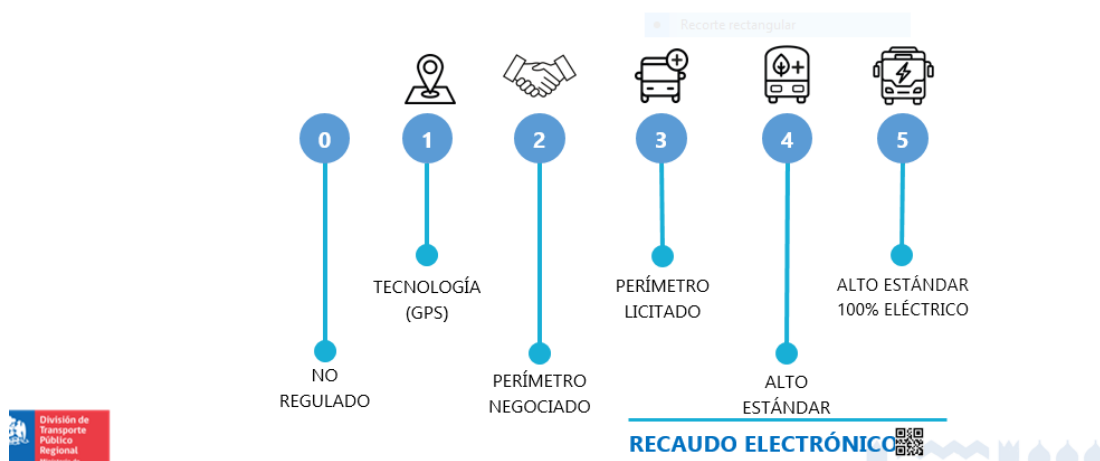 Recorte rectangular
0
1
2
3
4
5
TECNOLOGÍA
(GPS)
PERÍMETRO
LICITADO
ALTO ESTÁNDAR
100% ELÉCTRICO
NO
REGULADO
PERÍMETRO
NEGOCIADO
ALTO
ESTÁNDAR
RECAUDO ELECTRÓNICO
División de
Transporte
Público
Regional